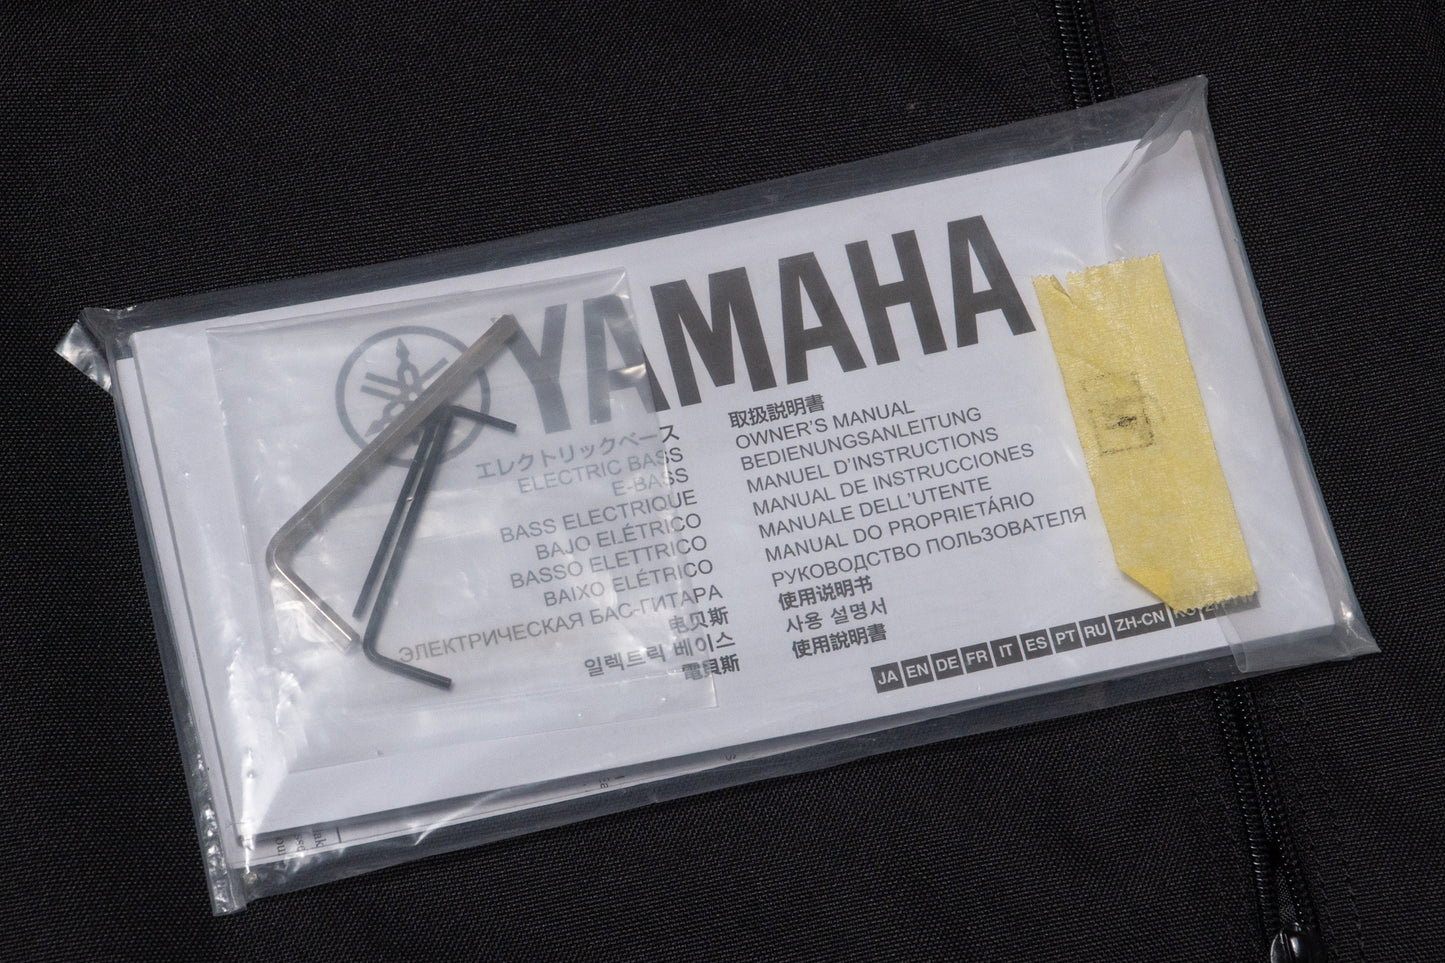 YAMAHA
エレクトリックベース
ELECTRIC BASS
E-BASS
BASS ELECTRIQUE
BAJO ELÉTRICO
BASSO ELETTRICO
BAIXO ELÉTRICO
ЭЛЕКТРИЧЕСКАЯ БАС-ГИТАРА
电贝斯
일렉트릭 베이스
電貝斯
取扱説明書
OWNER'S MANUAL
BEDIENUNGSANLEITUNG
MANUEL D'INSTRUCTIONS
MANUAL DE INSTRUCCIONES
MANUALE DELL'UTENTE
MANUAL DO PROPRIETÁRIO
РУКОВОДСТВО ПОЛЬЗОВАТЕЛЯ
使用说明书
사용 설명서
使用說明書
JA EN DE FR IT ES PT RU ZH-CN